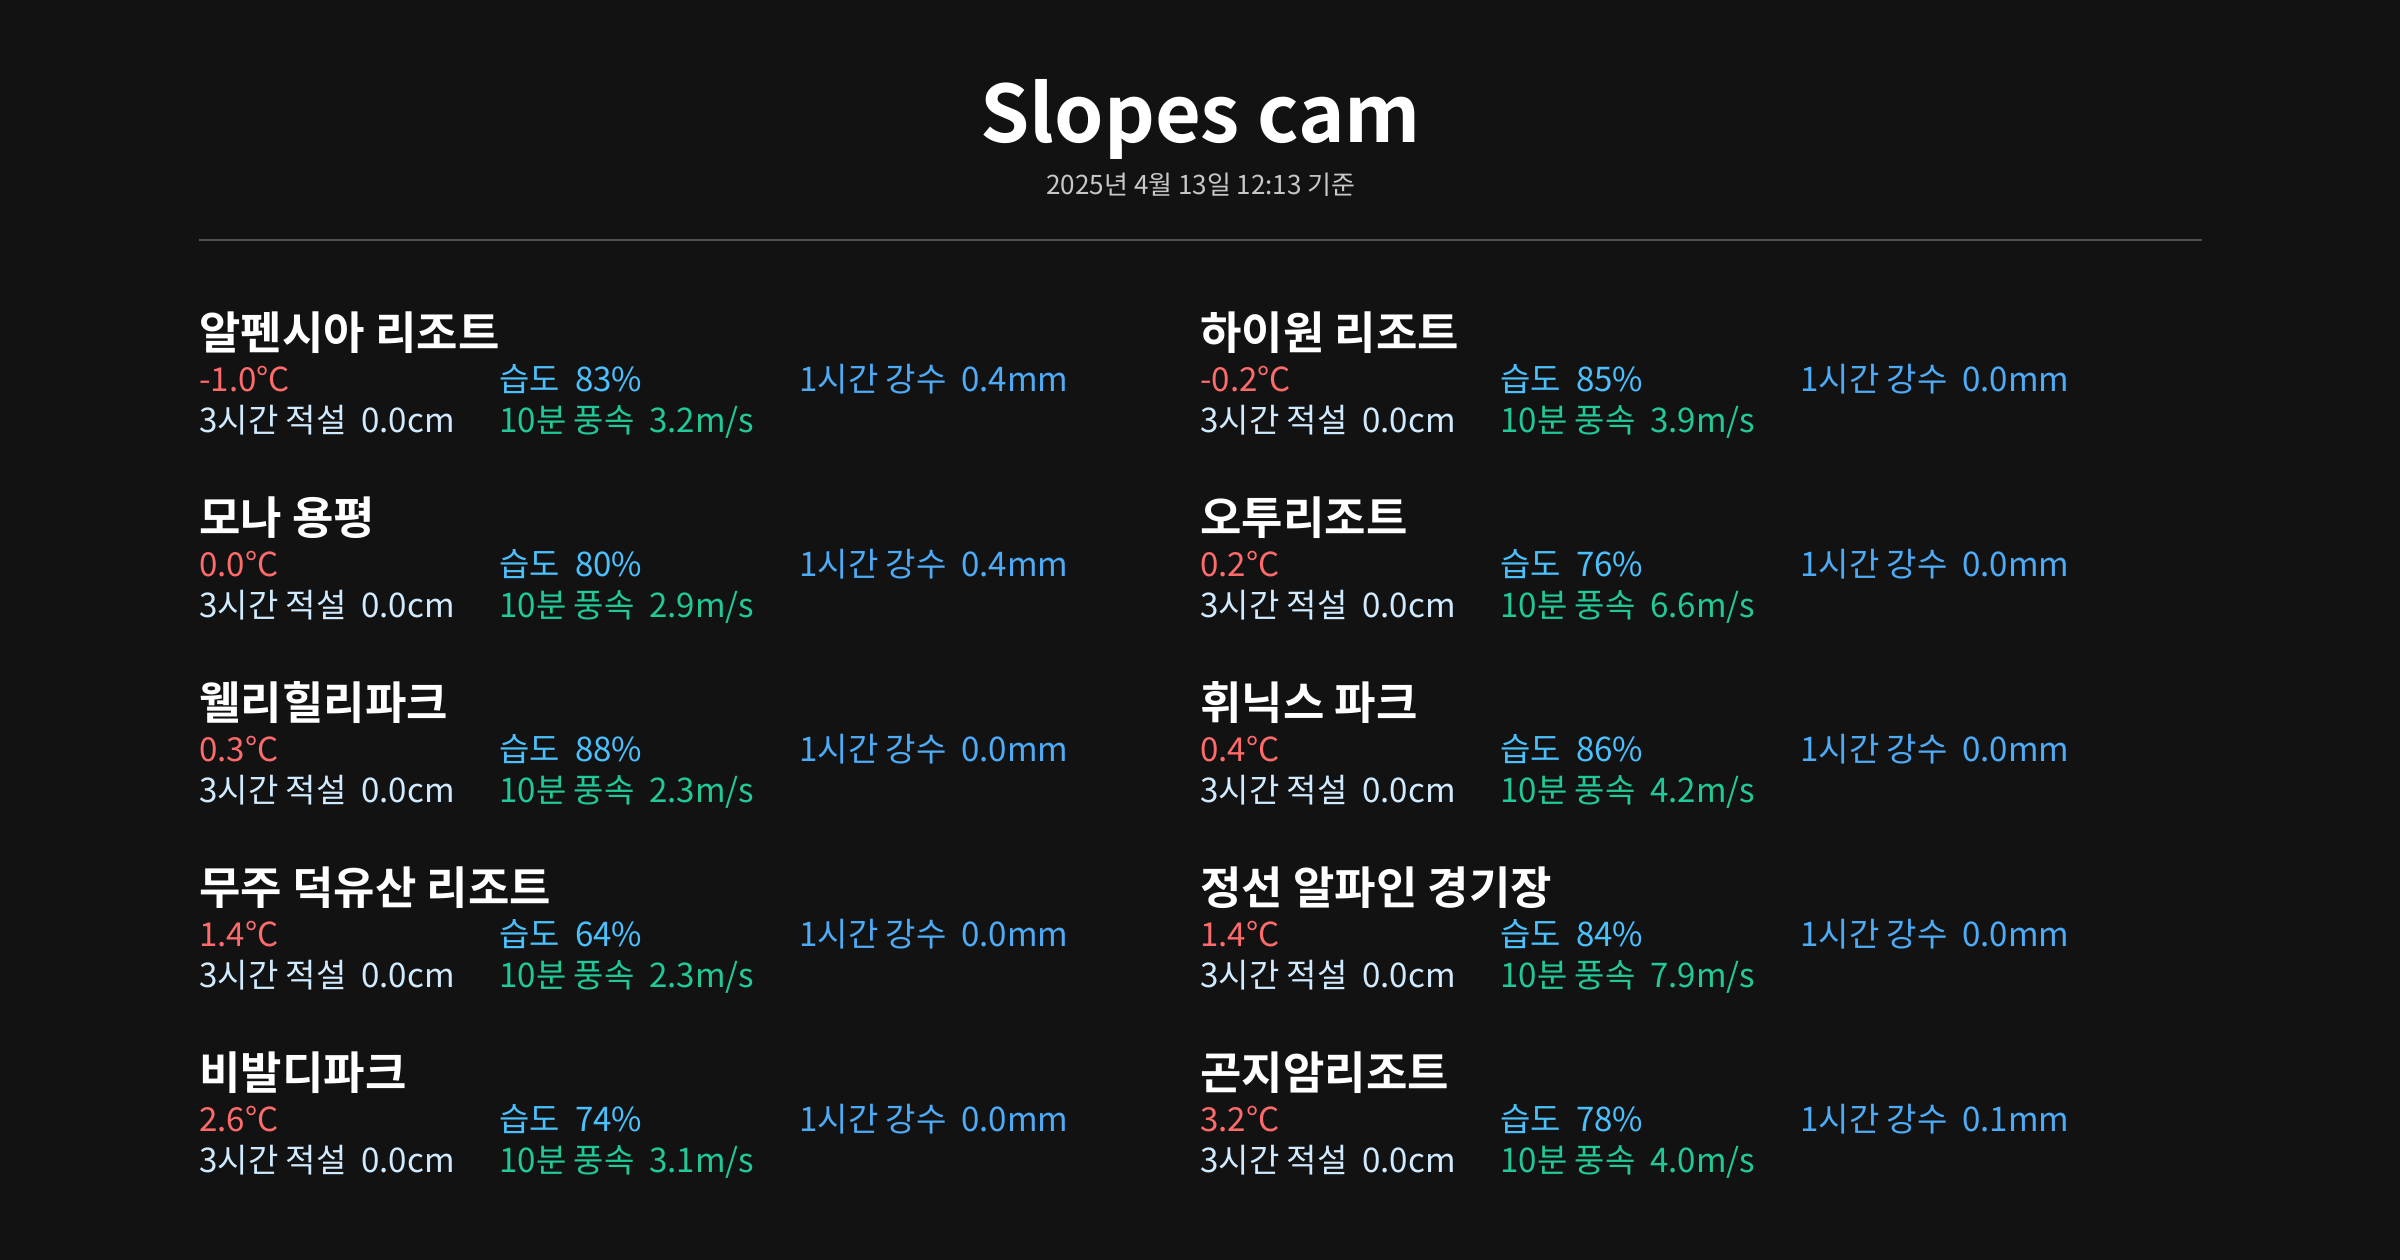 Slopes cam
2025년 4월 13일 12:13 기준
알펜시아 리조트
-1.0°C 습도 83% 1시간 강수 0.4mm
3시간 적설 0.0cm 10분 풍속 3.2m/s
하이원 리조트
-0.2°C 습도 85% 1시간 강수 0.0mm
3시간 적설 0.0cm 10분 풍속 3.9m/s
모나 용평
0.0°C 습도 80% 1시간 강수 0.4mm
3시간 적설 0.0cm 10분 풍속 2.9m/s
오투리조트
0.2°C 습도 76% 1시간 강수 0.0mm
3시간 적설 0.0cm 10분 풍속 6.6m/s
웰리힐리파크
0.3°C 습도 88% 1시간 강수 0.0mm
3시간 적설 0.0cm 10분 풍속 2.3m/s
휘닉스 파크
0.4°C 습도 86% 1시간 강수 0.0mm
3시간 적설 0.0cm 10분 풍속 4.2m/s
무주 덕유산 리조트
1.4°C 습도 64% 1시간 강수 0.0mm
3시간 적설 0.0cm 10분 풍속 2.3m/s
정선 알파인 경기장
1.4°C 습도 84% 1시간 강수 0.0mm
3시간 적설 0.0cm 10분 풍속 7.9m/s
비발디파크
2.6°C 습도 74% 1시간 강수 0.0mm
3시간 적설 0.0cm 10분 풍속 3.1m/s
곤지암리조트
3.2°C 습도 78% 1시간 강수 0.1mm
3시간 적설 0.0cm 10분 풍속 4.0m/s